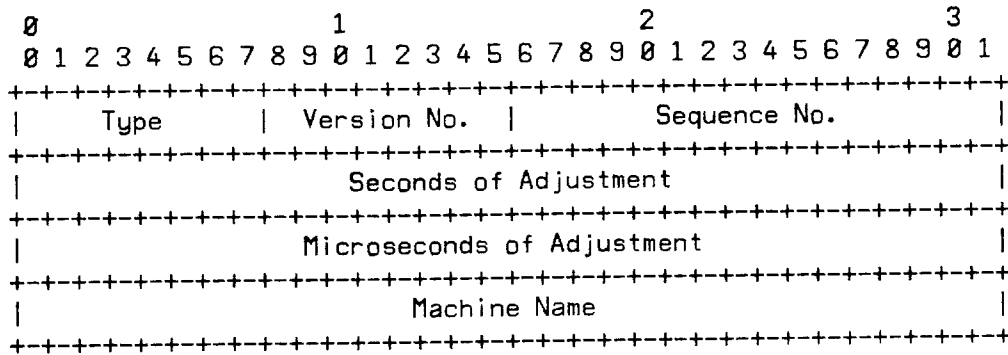 0                   1                   2                   3
0 1 2 3 4 5 6 7 8 9 0 1 2 3 4 5 6 7 8 9 0 1 2 3 4 5 6 7 8 9 0 1
+-+-+-+-+-+-+-+-+-+-+-+-+-+-+-+-+-+-+-+-+-+-+-+-+-+-+-+-+-+-+-+-+
|     Type      |  Version No.  |         Sequence No.          |
+-+-+-+-+-+-+-+-+-+-+-+-+-+-+-+-+-+-+-+-+-+-+-+-+-+-+-+-+-+-+-+-+
|                     Seconds of Adjustment                     |
+-+-+-+-+-+-+-+-+-+-+-+-+-+-+-+-+-+-+-+-+-+-+-+-+-+-+-+-+-+-+-+-+
|                  Microseconds of Adjustment                   |
+-+-+-+-+-+-+-+-+-+-+-+-+-+-+-+-+-+-+-+-+-+-+-+-+-+-+-+-+-+-+-+-+
|                         Machine Name                          |
+-+-+-+-+-+-+-+-+-+-+-+-+-+-+-+-+-+-+-+-+-+-+-+-+-+-+-+-+-+-+-+-+